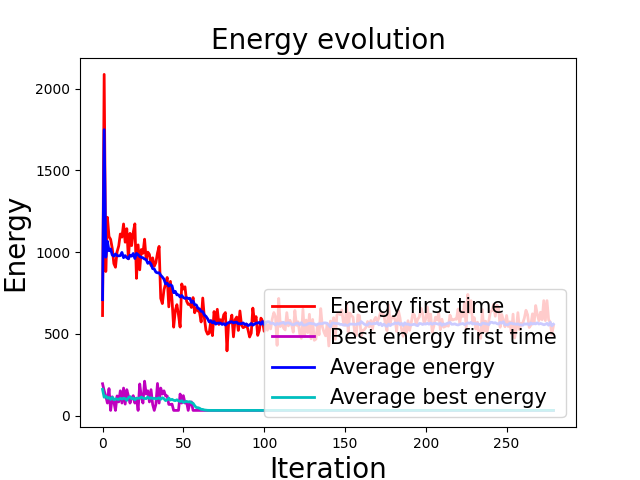 Energy evolution
Energy
2000
1500
1000
500
0
Energy first time
Best energy first time
Average energy
Average best energy
0 50 100 150 200 250
Iteration